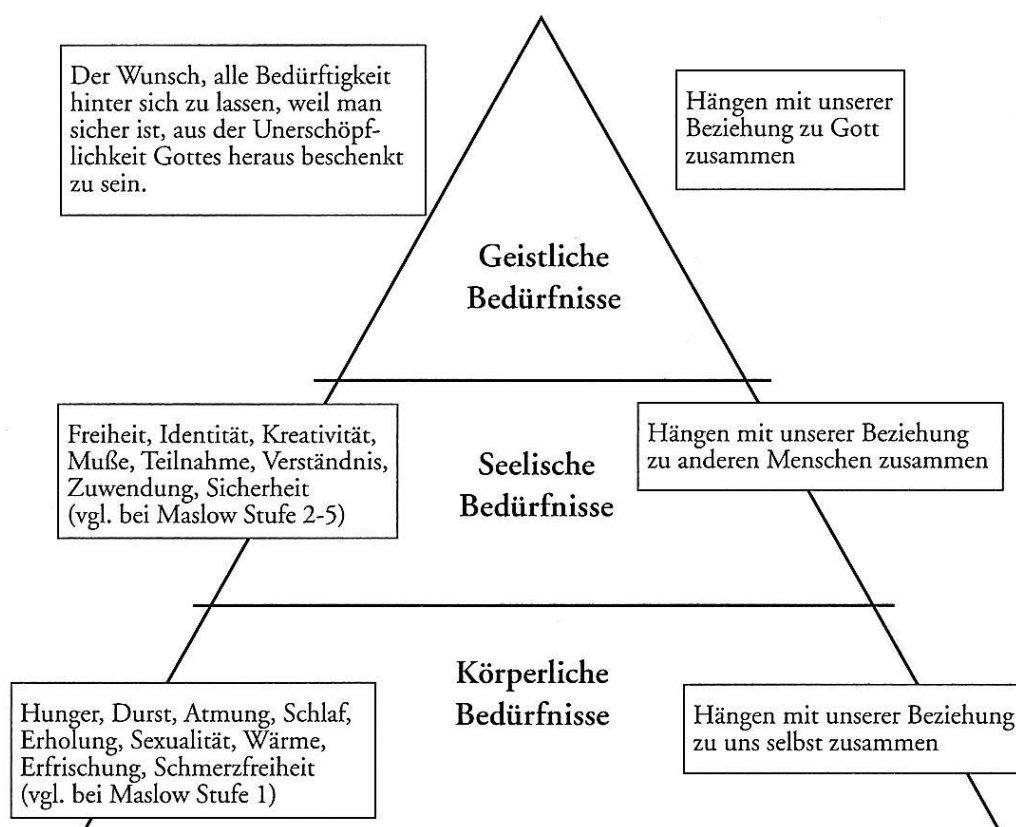 Der Wunsch, alle Bedürftigkeit
hinter sich zu lassen, weil man
sicher ist, aus der Unerschöpf-
lichkeit Gottes heraus beschenkt
zu sein.
Hängen mit unserer
Beziehung zu Gott
zusammen
Geistliche
Bedürfnisse
Freiheit, Identität, Kreativität,
Muße, Teilnahme, Verständnis,
Zuwendung, Sicherheit
(vgl. bei Maslow Stufe 2-5)
Seelische
Bedürfnisse
Hängen mit unserer Beziehung
zu anderen Menschen zusammen
Körperliche
Bedürfnisse
Hunger, Durst, Atmung, Schlaf,
Erholung, Sexualität, Wärme,
Erfrischung, Schmerzfreiheit
(vgl. bei Maslow Stufe 1)
Hängen mit unserer Beziehung
zu uns selbst zusammen